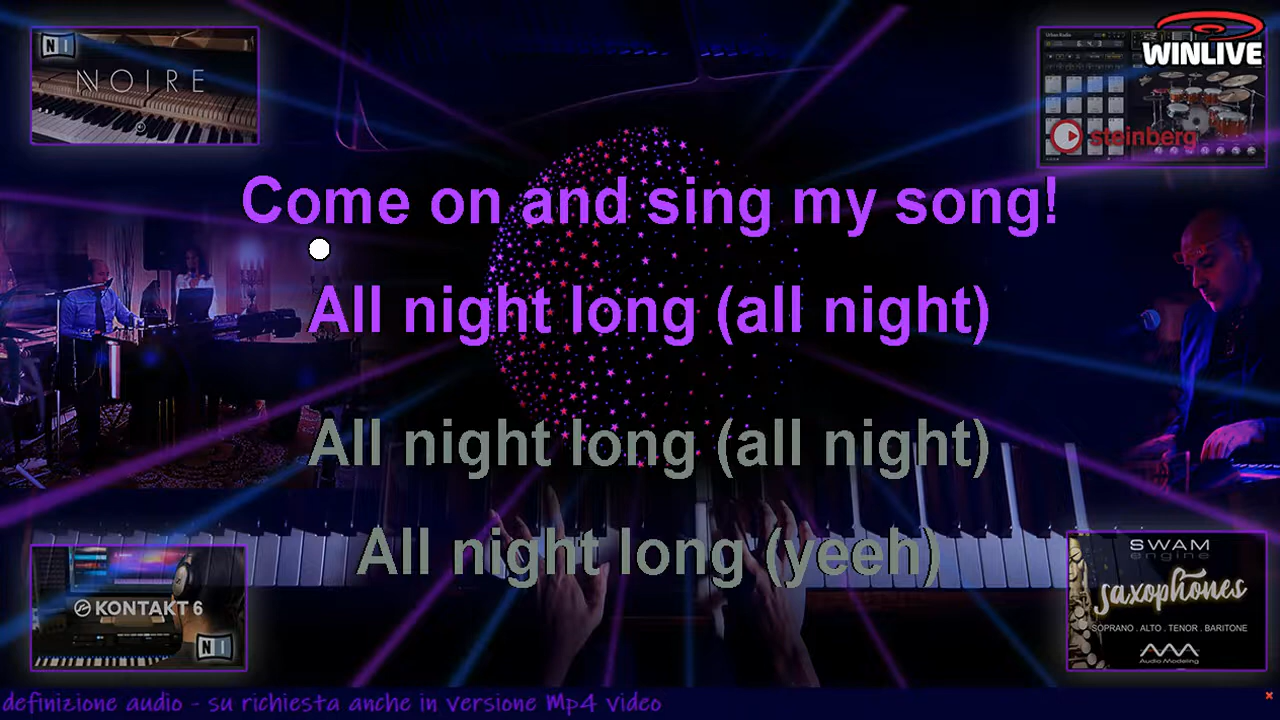 NI
NOIRE
WINLIVE
steinberg
Come on and sing my song!
All night long (all night)
All night long (all night)
All night long (yeeh)
KONTAKT 6
NI
SWAM
engine
saxophones
SOPRANO . ALTO . TENOR . BARITONE
Audio Modeling
definizione audio - su richiesta anche in versione Mp4 video